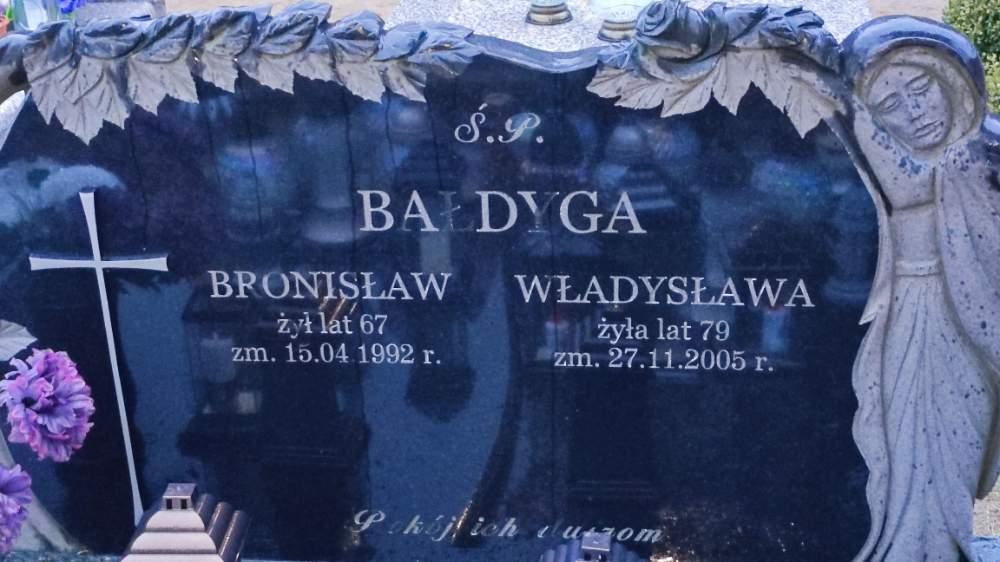 Ś.P.
BAŁDYGA
BRONISŁAW
żył lat 67
zm. 15.04.1992 r.
WŁADYSŁAWA
żyła lat 79
zm. 27.11.2005 r.
Pokój ich duszom